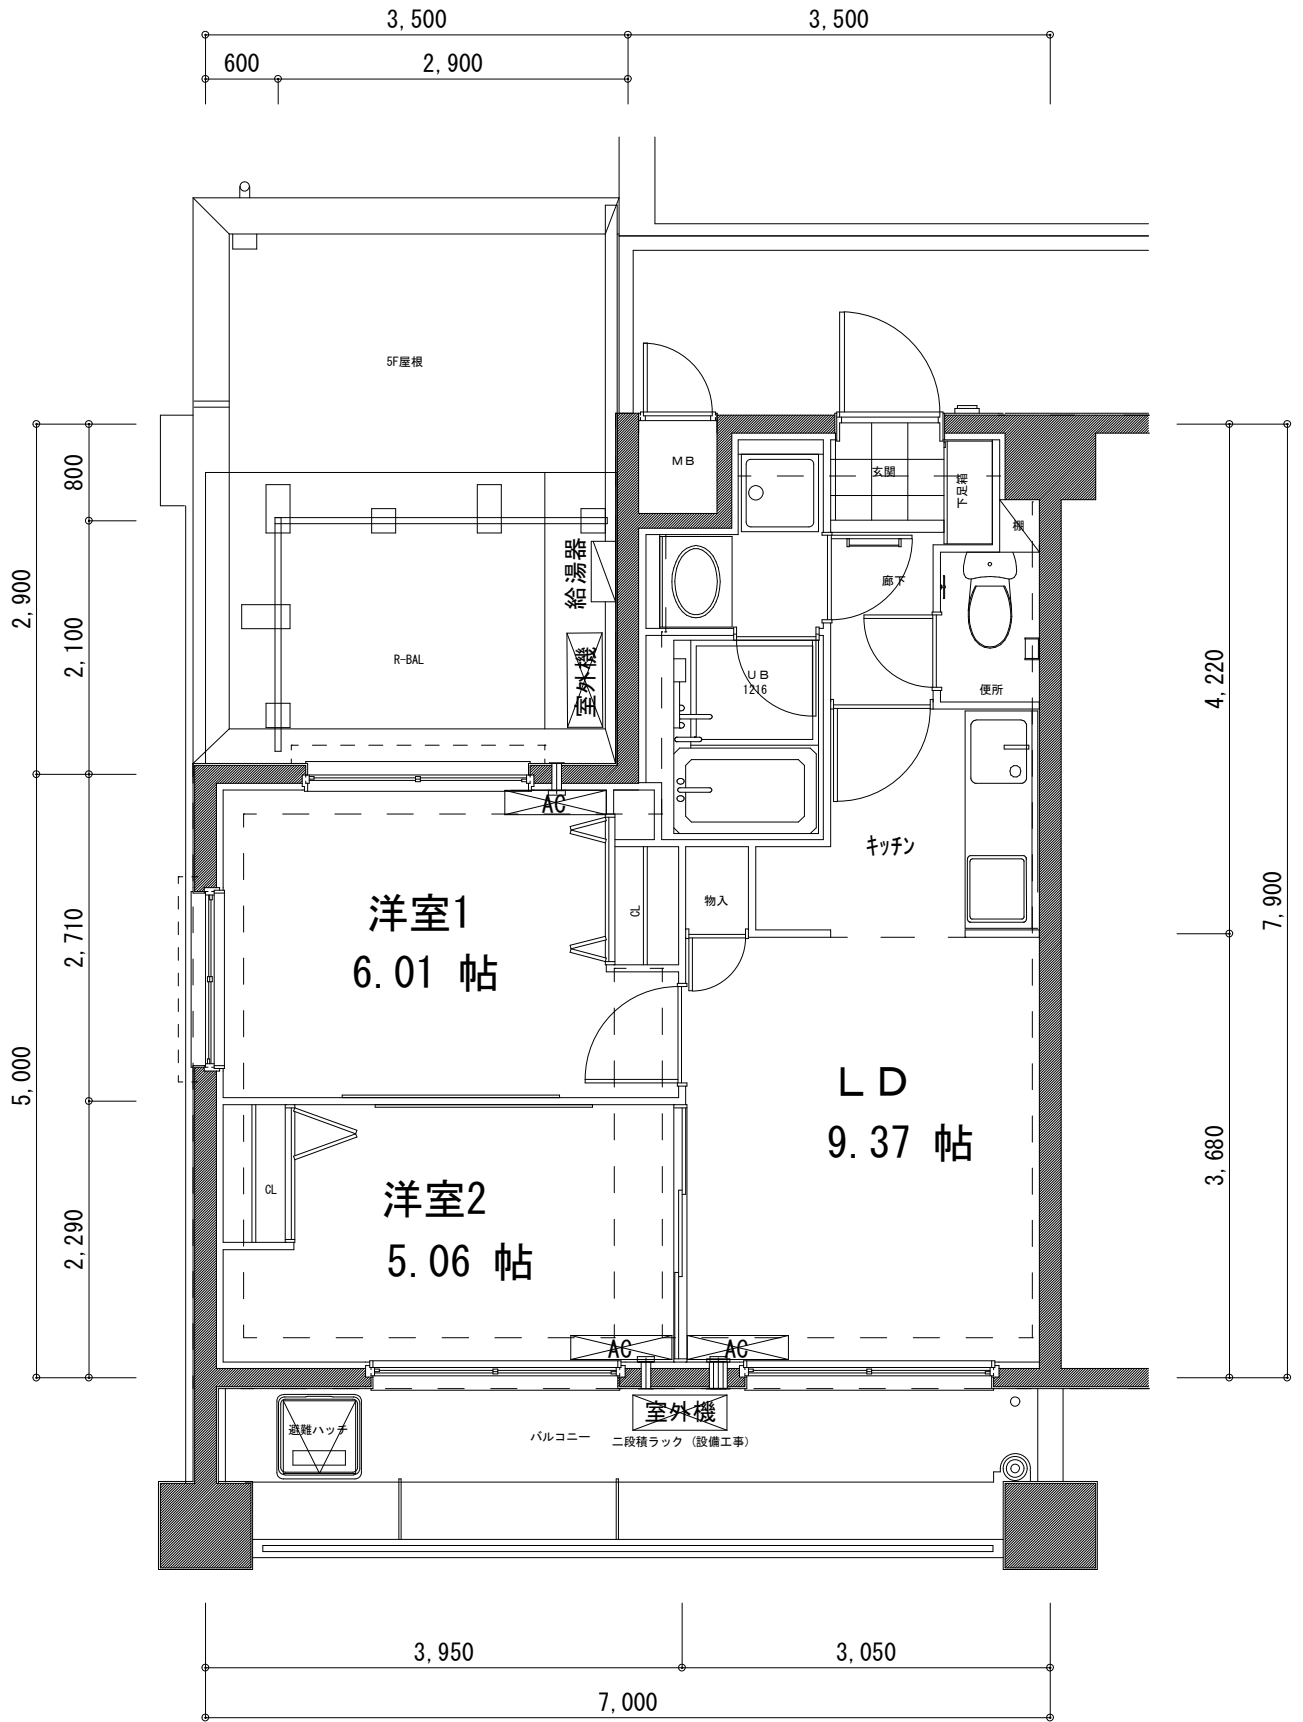 3,500
3,500
600
2,900
5F屋根
MB
玄関
下足箱
棚
800
給湯器
廊下
2,900
2,100
R-BAL
室外機
UB
1216
便所
4,220
AC
キッチン
洋室1
6.01 帖
CL
物入
7,900
2,710
5,000
LD
9.37 帖
3,680
洋室2
5.06 帖
CL
2,290
AC
AC
避難ハッチ
バルコニー
室外機
二段積ラック (設備工事)
3,950
3,050
7,000